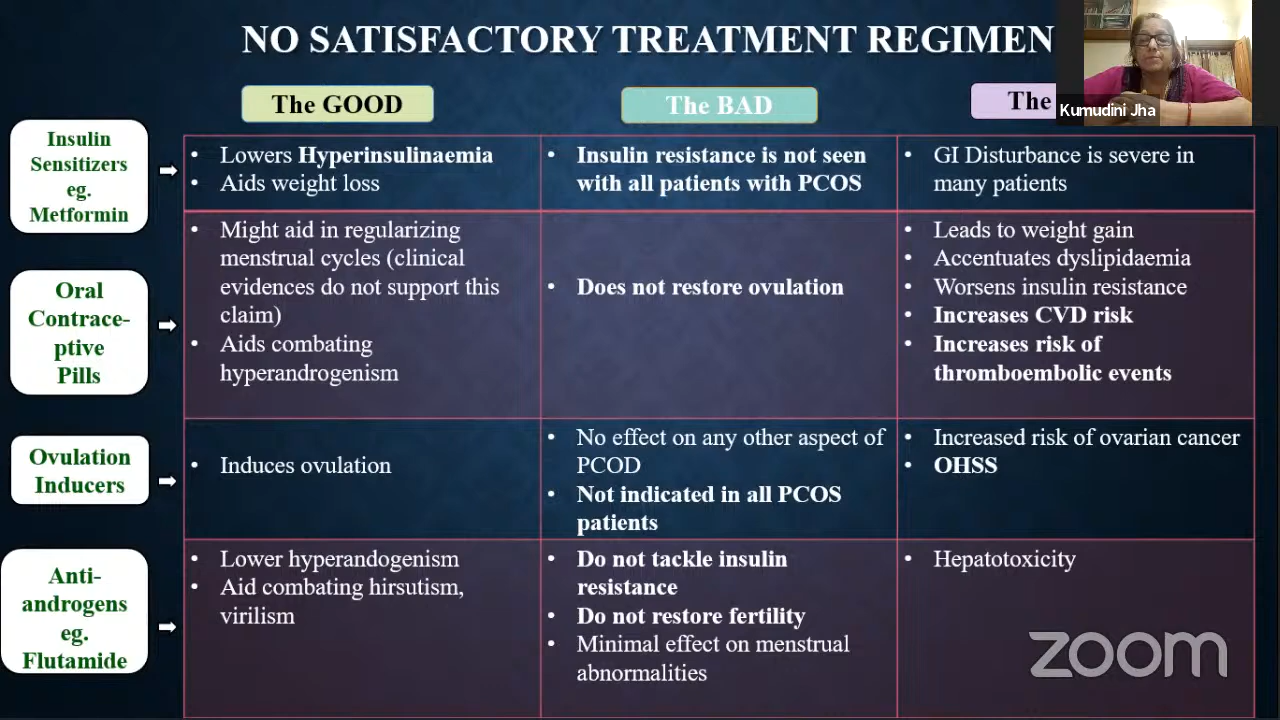 NO SATISFACTORY TREATMENT REGIMEN
The GOOD
The BAD
The
Kumudini Jha
Insulin
Sensitizers
eg.
Metformin
• Lowers Hyperinsulinaemia
• Aids weight loss
• Insulin resistance is not seen
with all patients with PCOS
• GI Disturbance is severe in
many patients
Oral
Contrace-
ptive
Pills
• Might aid in regularizing
menstrual cycles (clinical
evidences do not support this
claim)
• Aids combating
hyperandrogenism
• Does not restore ovulation
• Leads to weight gain
• Accentuates dyslipidaemia
• Worsens insulin resistance
• Increases CVD risk
• Increases risk of
thromboembolic events
Ovulation
Inducers
• Induces ovulation
• No effect on any other aspect of
PCOD
• Not indicated in all PCOS
patients
• Increased risk of ovarian cancer
• OHSS
Anti-
androgens
eg.
Flutamide
• Lower hyperandogenism
• Aid combating hirsutism,
virilism
• Do not tackle insulin
resistance
• Do not restore fertility
• Minimal effect on menstrual
abnormalities
• Hepatotoxicity
zoom